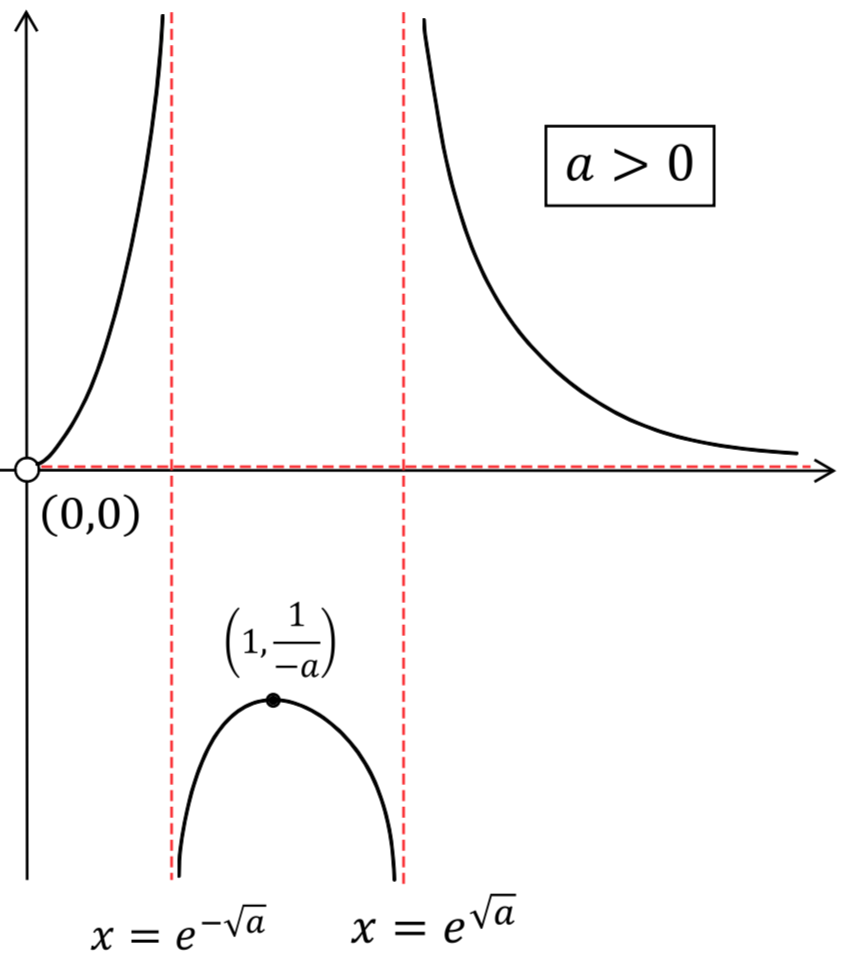 a > 0
(0,0)
(1, 1/−a)
x = e^{−√a}
x = e^{√a}